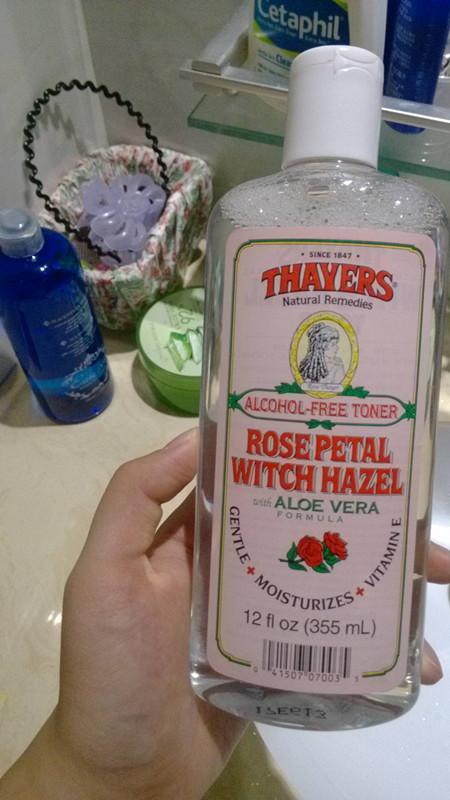 Cetaphil
• SINCE 1847 •
THAYERS®
Natural Remedies
ALCOHOL-FREE TONER
ROSE PETAL
WITCH HAZEL
with ALOE VERA
FORMULA
GENTLE + MOISTURIZES + VITAMIN E
12 fl oz (355 mL)
0 41507 07003 5